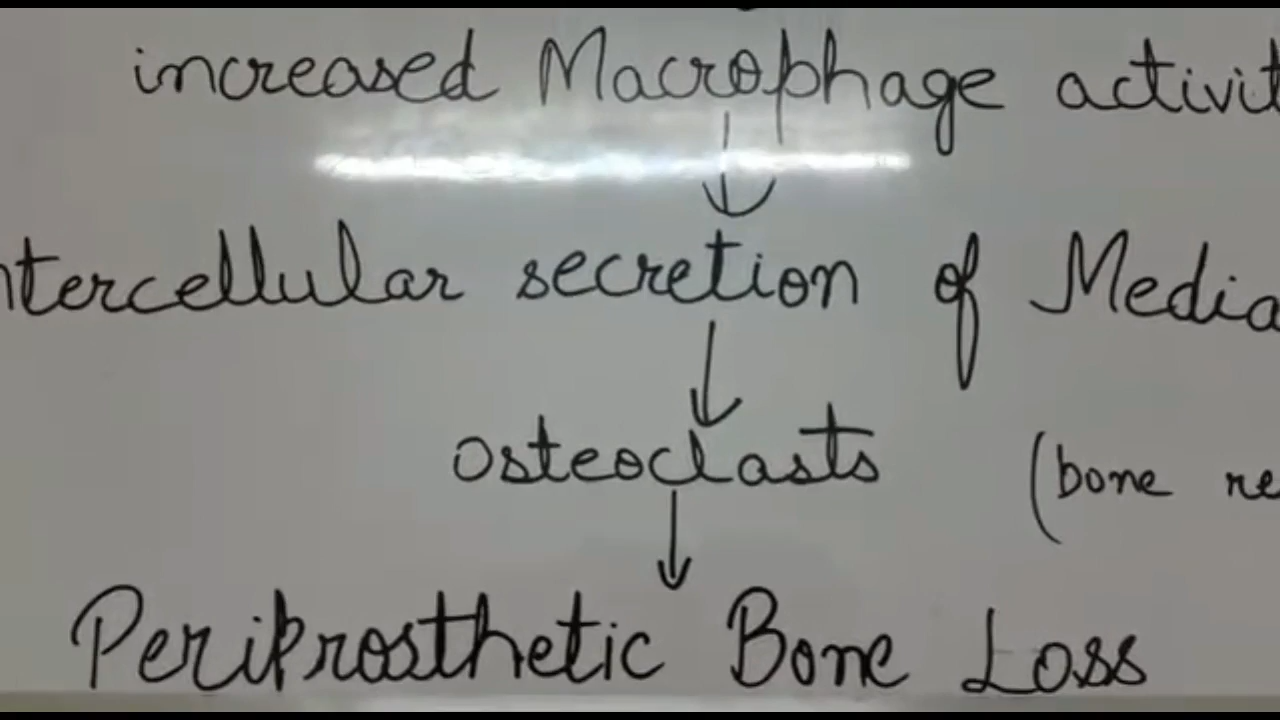 increased Macrophage activit
ntercellular secretion of Media
osteoclasts (bone re
Periprosthetic Bone Loss